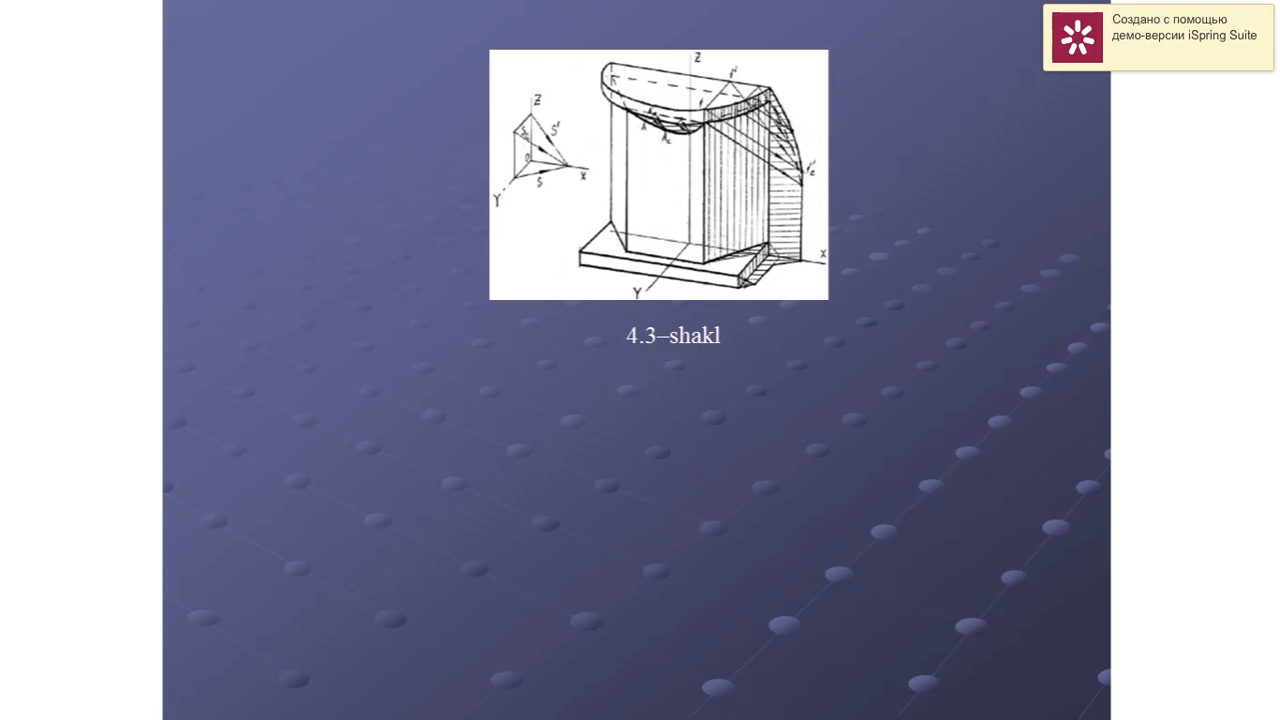 Создано с помощью
демо-версии iSpring Suite
Z
Z
S'
O
X
S
Y
X
Y
4.3–shakl